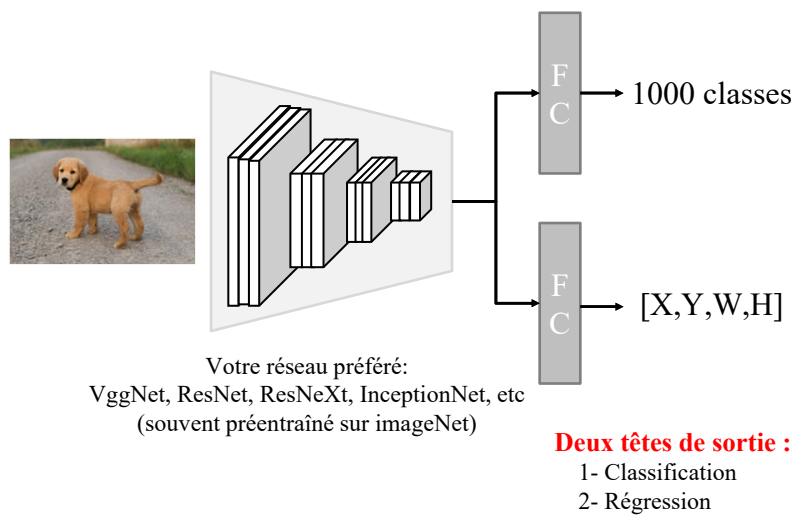 F
C
1000 classes
F
C
[X,Y,W,H]
Votre réseau préféré:
VggNet, ResNet, ResNeXt, InceptionNet, etc
(souvent préentraîné sur imageNet)
Deux têtes de sortie :
1- Classification
2- Régression